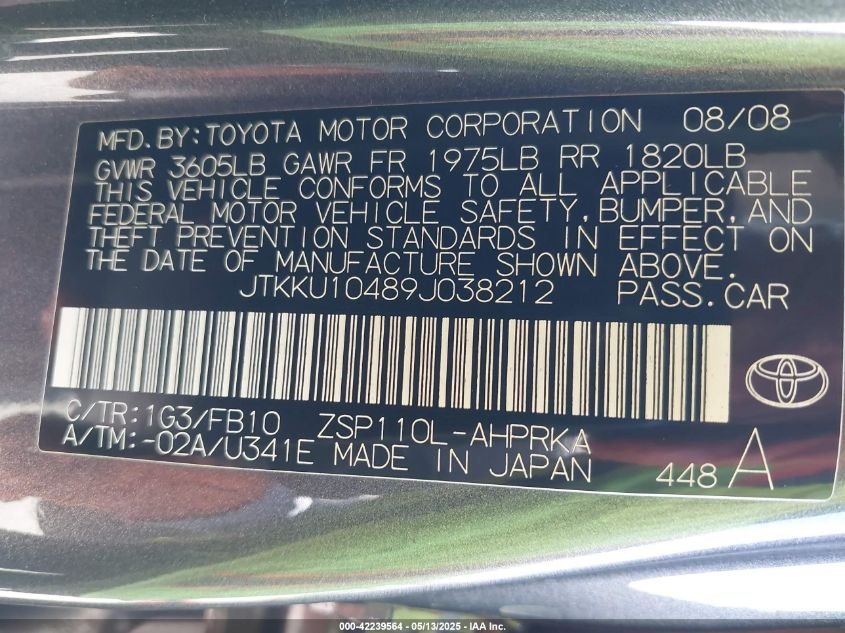 MFD. BY: TOYOTA MOTOR CORPORATION 08/08
GVWR 3605LB GAWR FR 1975LB RR 1820LB
THIS VEHICLE CONFORMS TO ALL APPLICABLE
FEDERAL MOTOR VEHICLE SAFETY, BUMPER, AND
THEFT PREVENTION STANDARDS IN EFFECT ON
THE DATE OF MANUFACTURE SHOWN ABOVE.
JTKKU10489J038212 PASS. CAR
C/TR: 1G3/FB10 ZSP110L-AHPRKA
A/TM: -02A/U341E MADE IN JAPAN 448 A
000-42239564 - 05/13/2025 - IAA Inc.